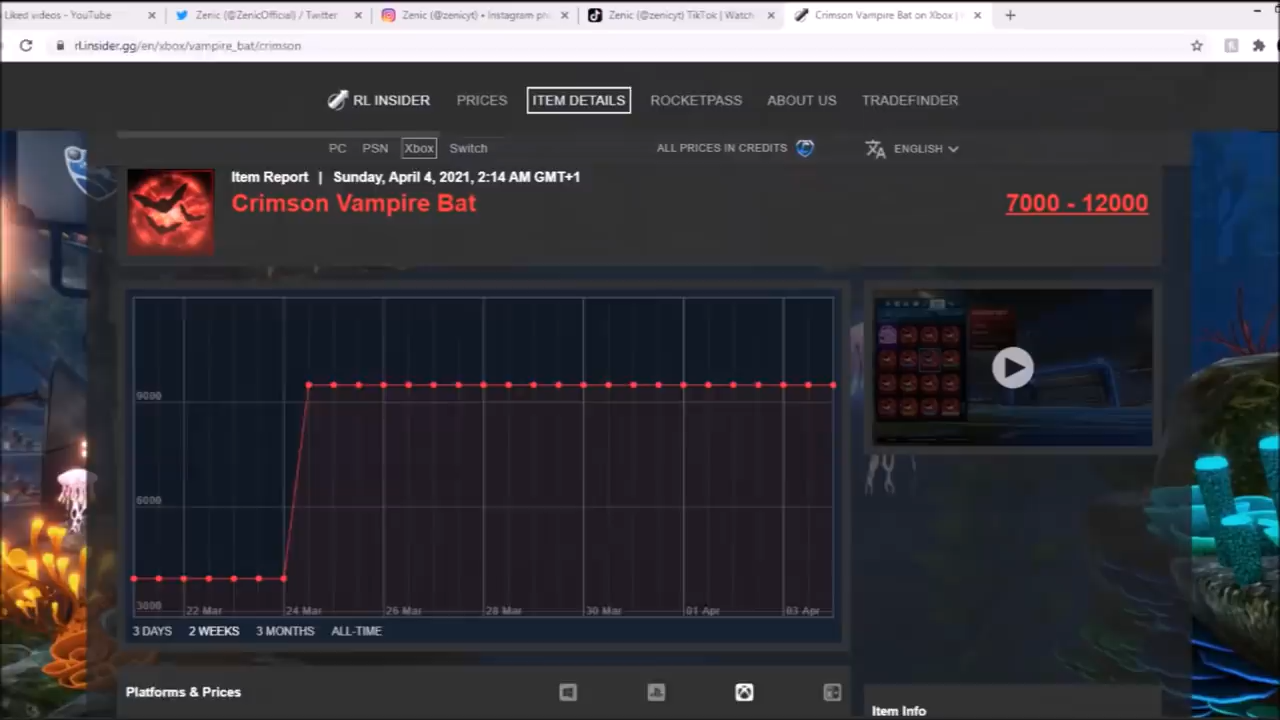 Liked videos - YouTube
Zenic (@ZenicOfficial) / Twitter
Zenic (@zenicyt) • Instagram ph
Zenic (@zenicyt) TikTok | Watch
Crimson Vampire Bat on Xbox |
rl.insider.gg/en/xbox/vampire_bat/crimson
RL INSIDER
PRICES
ITEM DETAILS
ROCKETPASS
ABOUT US
TRADEFINDER
PC PSN Xbox Switch
ALL PRICES IN CREDITS
ENGLISH
Item Report | Sunday, April 4, 2021, 2:14 AM GMT+1
Crimson Vampire Bat
7000 - 12000
9000
6000
3000
22 Mar 24 Mar 26 Mar 28 Mar 30 Mar 01 Apr 03 Apr
3 DAYS 2 WEEKS 3 MONTHS ALL-TIME
Platforms & Prices
Item Info